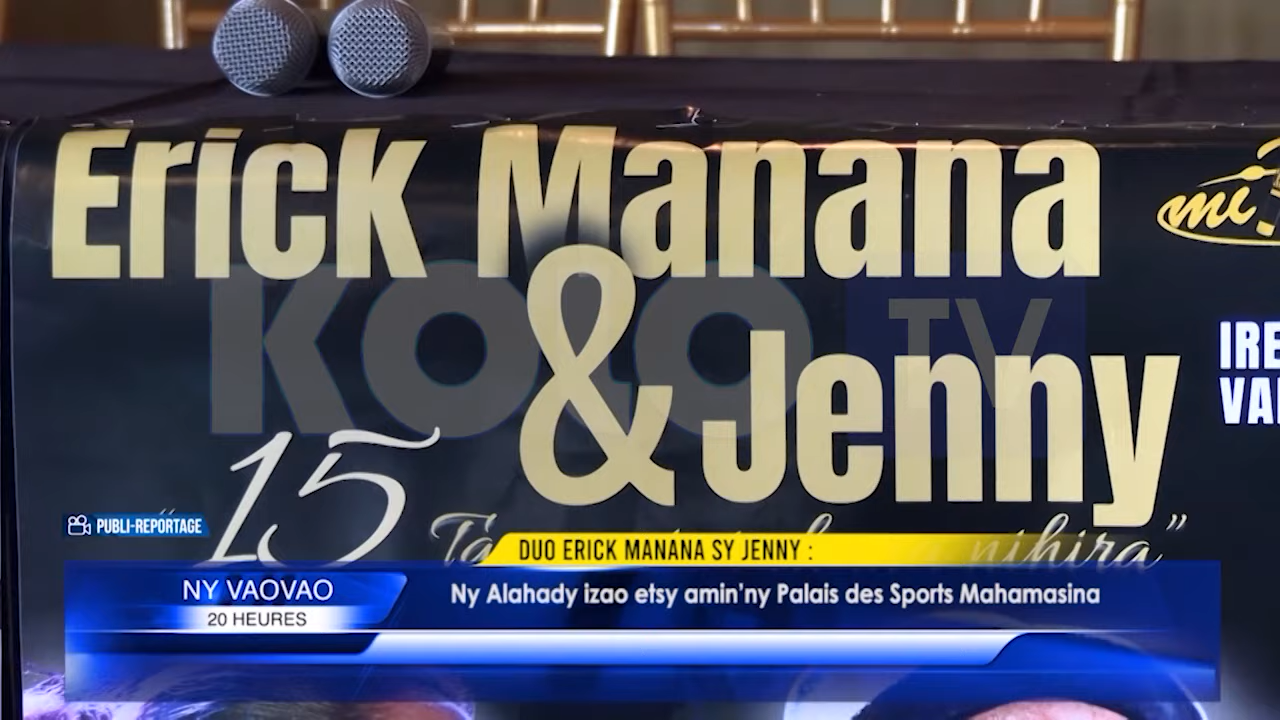 Erick Manana
mi
KOLO TV
& Jenny
IRE
VA
“15
nihira”
PUBLI-REPORTAGE
DUO ERICK MANANA SY JENNY :
NY VAOVAO
Ny Alahady izao etsy amin'ny Palais des Sports Mahamasina
20 HEURES